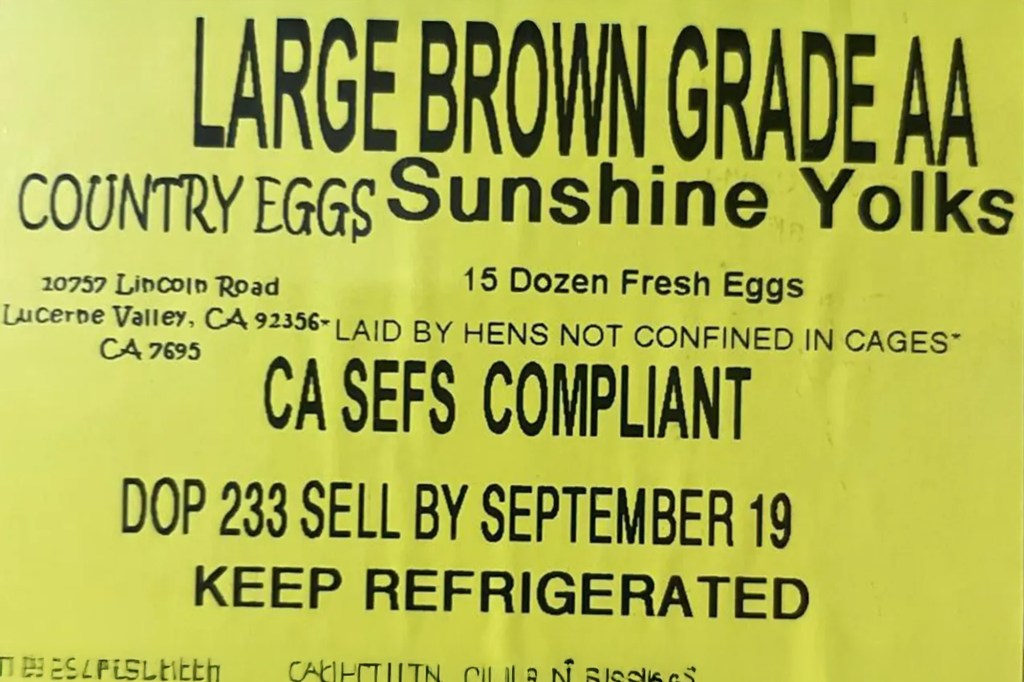 LARGE BROWN GRADE AA
COUNTRY EGGS Sunshine Yolks
10757 Lincoln Road
15 Dozen Fresh Eggs
Lucerne Valley, CA 92356
*LAID BY HENS NOT CONFINED IN CAGES*
CA 7695
CA SEFS COMPLIANT
DOP 233 SELL BY SEPTEMBER 19
KEEP REFRIGERATED